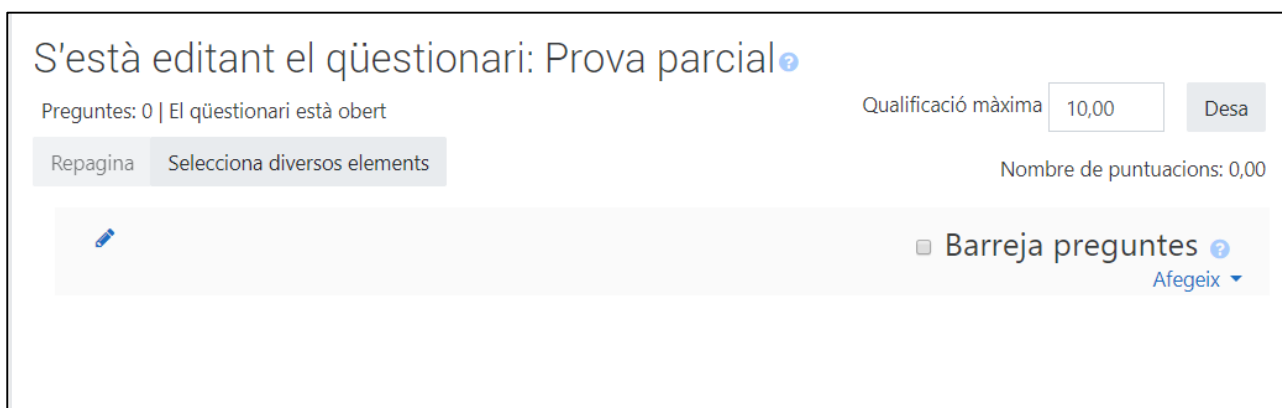 S'està editant el qüestionari: Prova parcial
Preguntes: 0 | El qüestionari està obert
Qualificació màxima 10,00 Desa
Repagina Selecciona diversos elements
Nombre de puntuacions: 0,00
Barreja preguntes
Afegeix